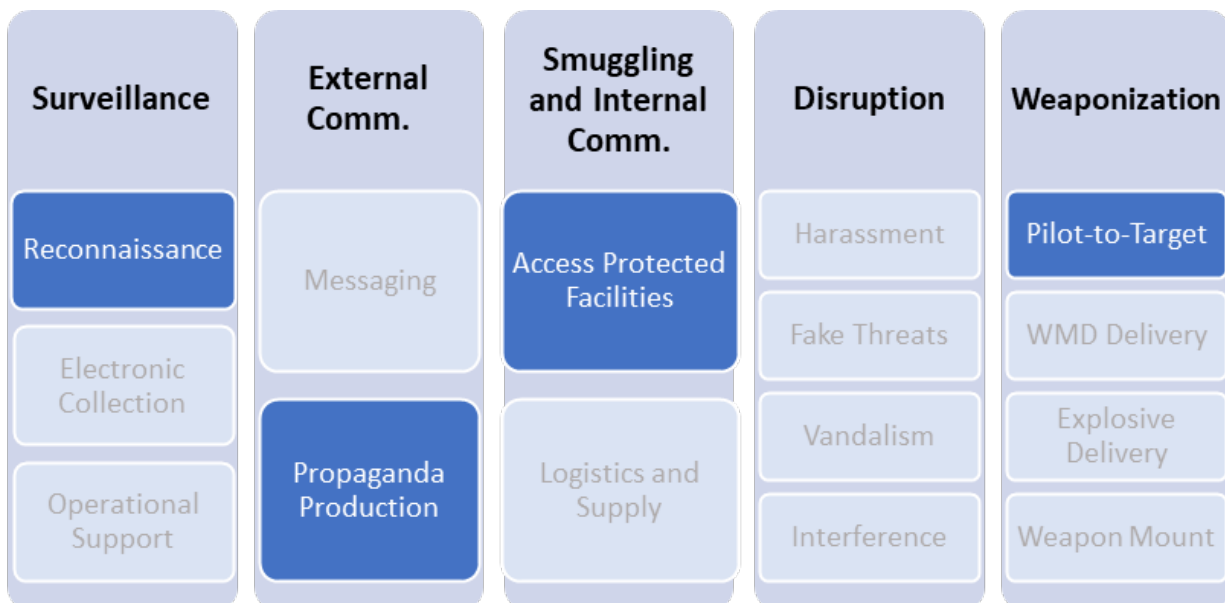 Surveillance
Reconnaissance
Electronic
Collection
Operational
Support
External
Comm.
Messaging
Propaganda
Production
Smuggling
and Internal
Comm.
Access Protected
Facilities
Logistics and
Supply
Disruption
Harassment
Fake Threats
Vandalism
Interference
Weaponization
Pilot-to-Target
WMD Delivery
Explosive
Delivery
Weapon Mount